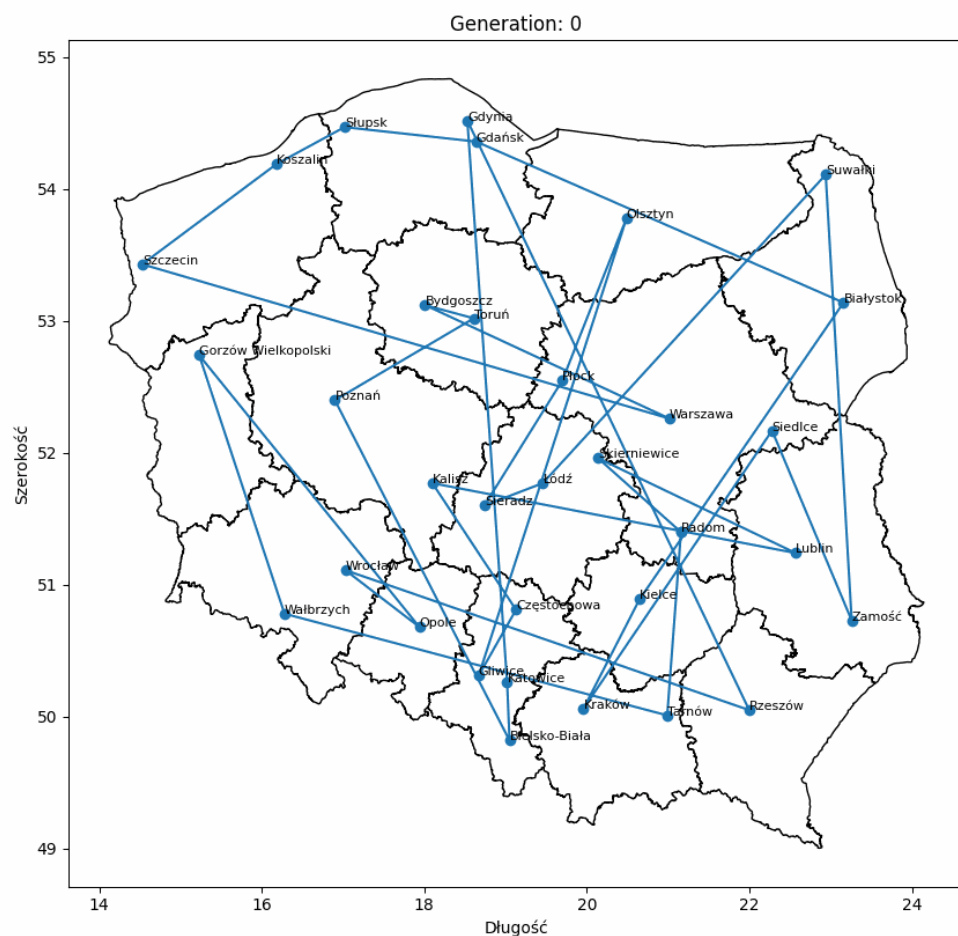 Generation: 0
55
Słupsk
Gdynia
Gdańsk
Koszalin
Suwałki
54
Olsztyn
Szczecin
Bydgoszcz
Toruń
Białystok
53
Gorzów Wielkopolski
Płock
Poznań
Warszawa
Siedlce
52
Skierniewice
Kalisz
Łódź
Sieradz
Radom
Lublin
51
Wrocław
Kielce
Wałbrzych
Opole
Częstochowa
Zamość
Gliwice
Katowice
50
Kraków
Tarnów
Rzeszów
Bielsko-Biała
49
14
16
18
20
22
24
Długość
Szerokość